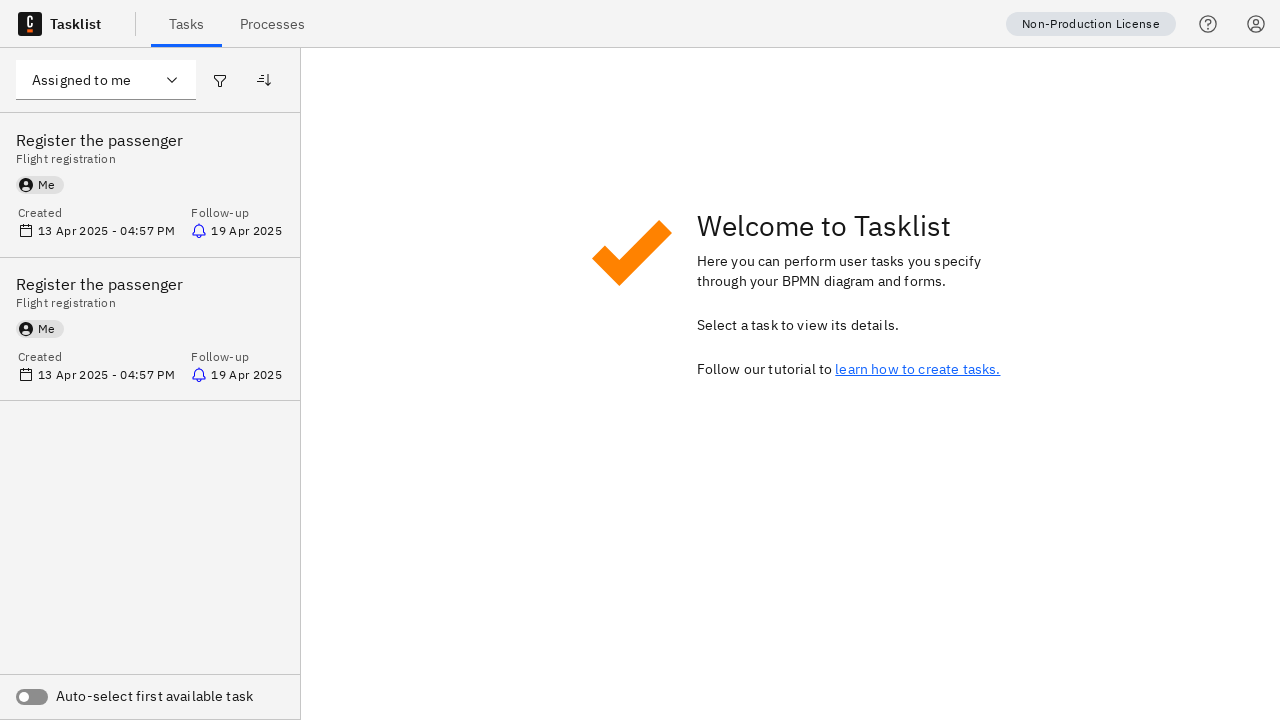 Tasklist
Tasks
Processes
Non-Production License
Assigned to me
Register the passenger
Flight registration
Me
Created
Follow-up
13 Apr 2025 - 04:57 PM
19 Apr 2025
Register the passenger
Flight registration
Me
Created
Follow-up
13 Apr 2025 - 04:57 PM
19 Apr 2025
Auto-select first available task
Welcome to Tasklist
Here you can perform user tasks you specify
through your BPMN diagram and forms.
Select a task to view its details.
Follow our tutorial to learn how to create tasks.